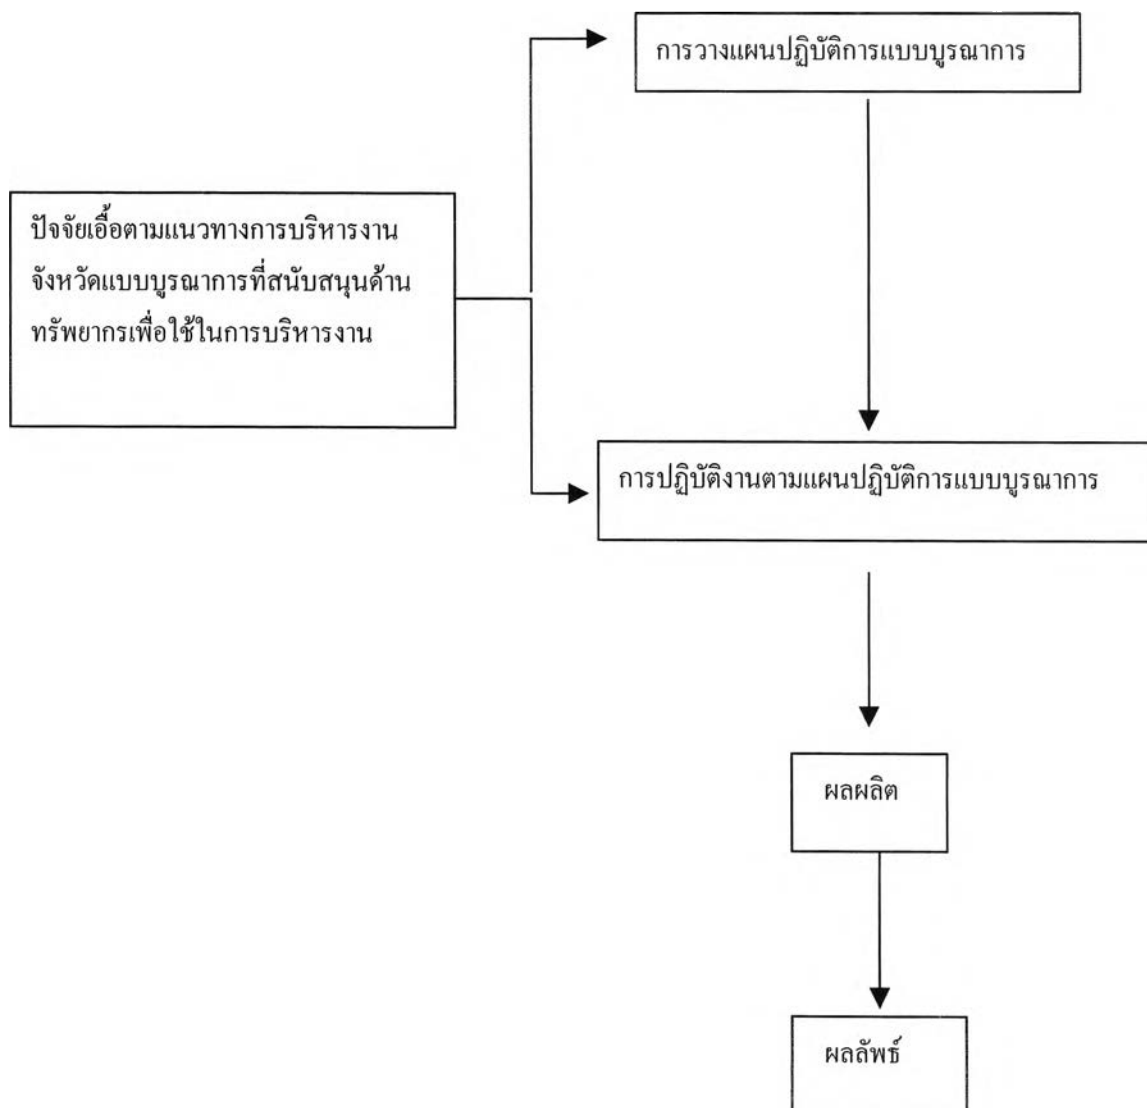 การวางแผนปฏิบัติการแบบบูรณาการ
ปัจจัยเอื้อตามแนวทางการบริหารงาน
จังหวัดแบบบูรณาการที่สนับสนุนด้าน
ทรัพยากรเพื่อใช้ในการบริหารงาน
การปฏิบัติงานตามแผนปฏิบัติการแบบบูรณาการ
ผลผลิต
ผลลัพธ์